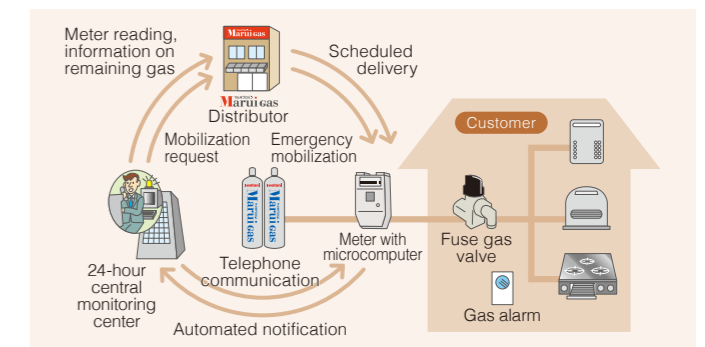 Meter reading,
information on
remaining gas
Marui gas
Scheduled
delivery
Marui gas
Distributor
Mobilization
request
Emergency
mobilization
Customer
Marui gas
Marui gas
Meter with
microcomputer
Fuse gas
valve
24-hour
central
monitoring
center
Telephone
communication
Gas alarm
Automated notification